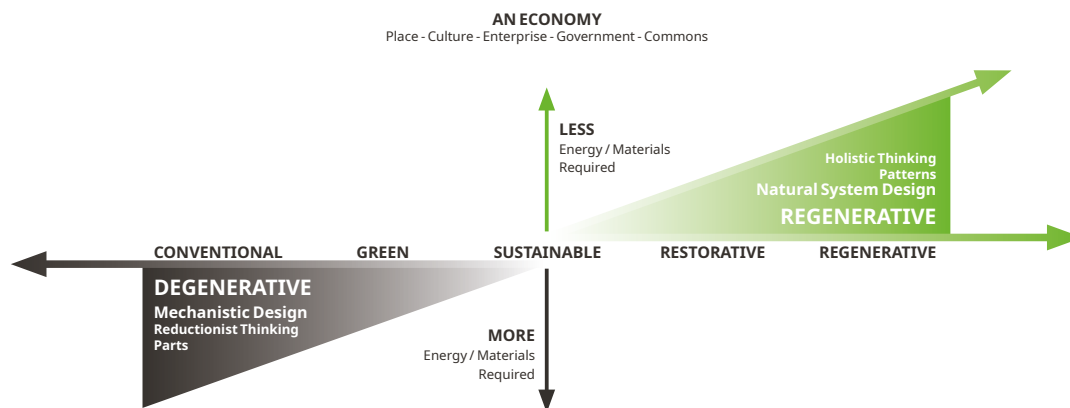 AN ECONOMY
Place - Culture - Enterprise - Government - Commons
LESS
Energy / Materials
Required
Holistic Thinking
Patterns
Natural System Design
REGENERATIVE
CONVENTIONAL GREEN SUSTAINABLE RESTORATIVE REGENERATIVE
DEGENERATIVE
Mechanistic Design
Reductionist Thinking
Parts
MORE
Energy / Materials
Required